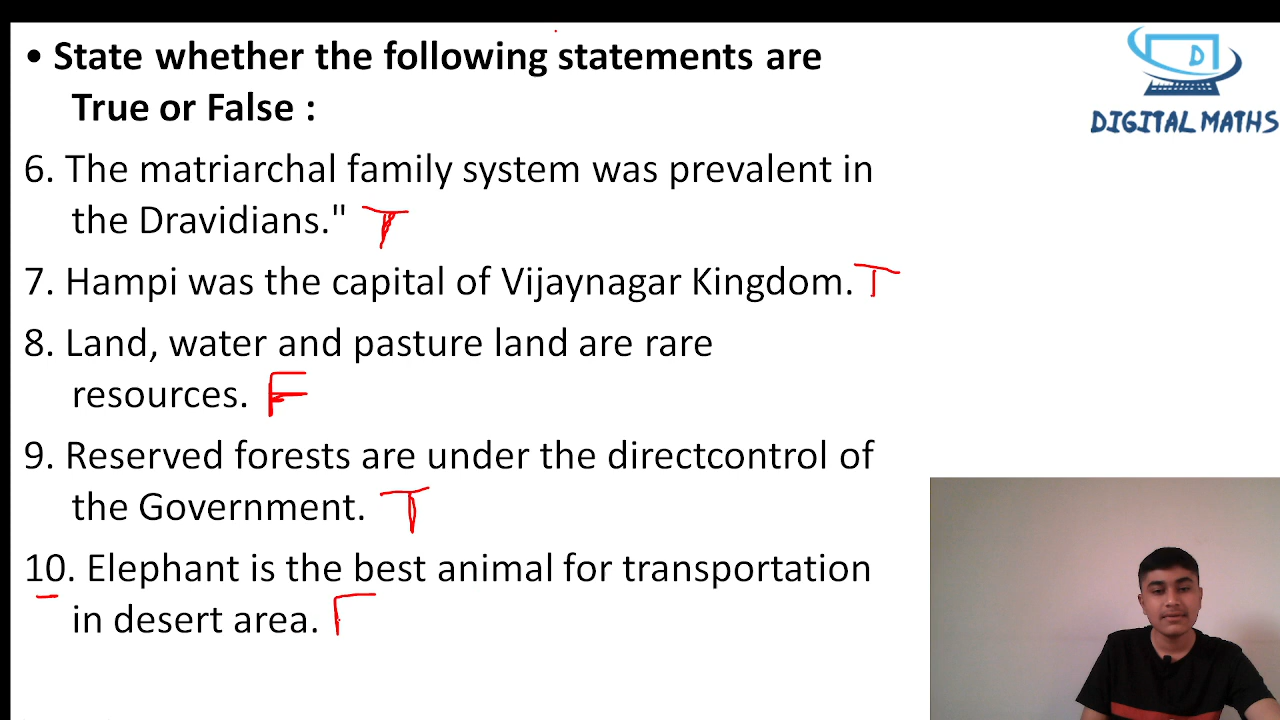 • State whether the following statements are
True or False :
6. The matriarchal family system was prevalent in
the Dravidians." T
7. Hampi was the capital of Vijaynagar Kingdom. T
8. Land, water and pasture land are rare
resources. F
9. Reserved forests are under the directcontrol of
the Government. T
10. Elephant is the best animal for transportation
in desert area.
D
DIGITAL MATHS